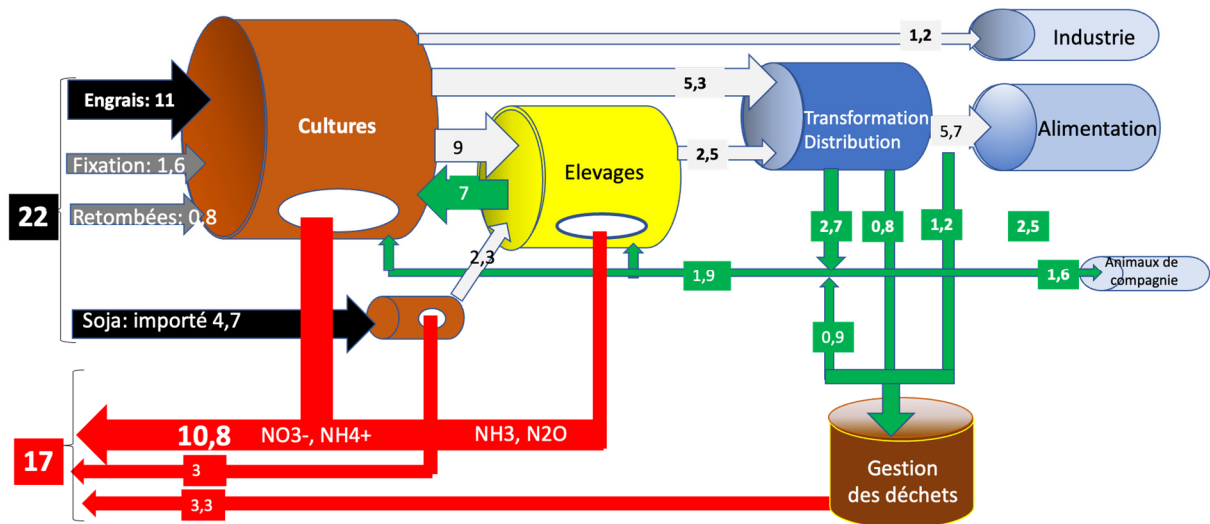 1,2
Industrie
Engrais: 11
5,3
Cultures
Transformation
Distribution
5,7
Alimentation
9
2,5
Fixation: 1,6
Elevages
7
22
Retombées: 0,8
2,7
0,8
1,2
2,5
2,3
1,9
1,6
Animaux de
compagnie
Soja: importé 4,7
0,9
10,8
NO3-, NH4+
NH3, N2O
17
3
Gestion
des déchets
3,3